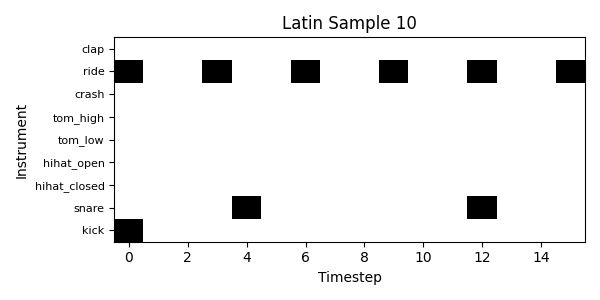 Latin Sample 10
clap
ride
crash
tom_high
tom_low
hihat_open
hihat_closed
snare
kick
Instrument
0 2 4 6 8 10 12 14
Timestep